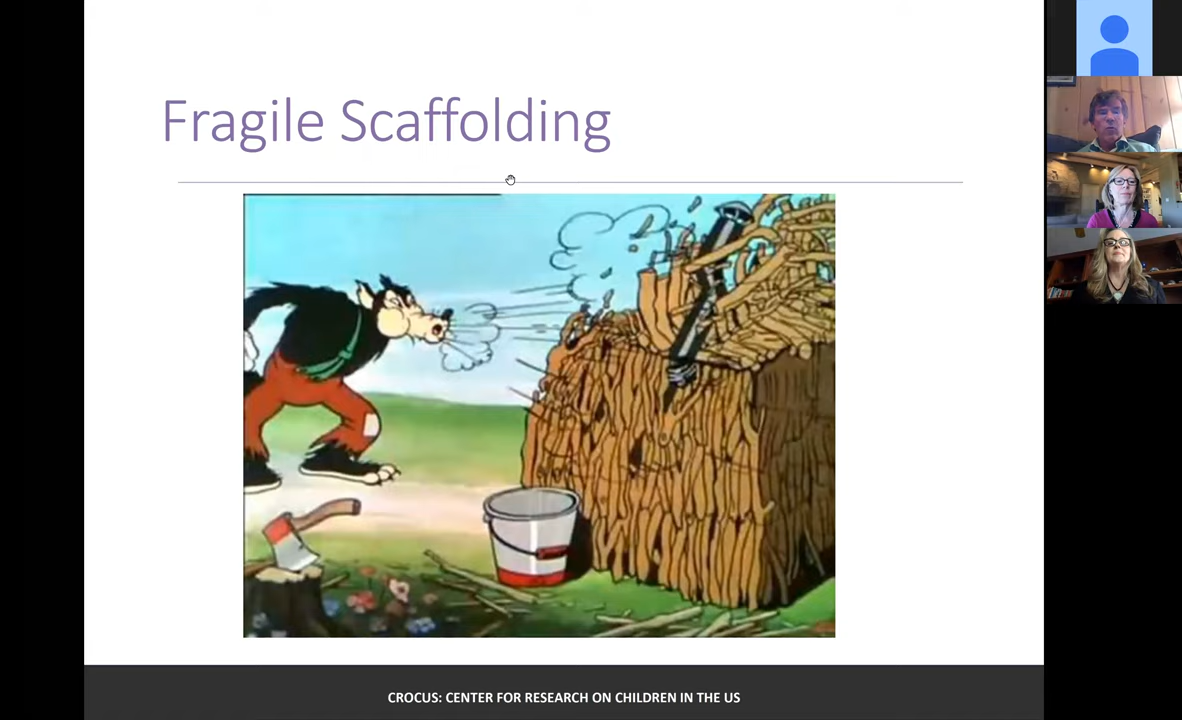 Fragile Scaffolding
CROCUS: CENTER FOR RESEARCH ON CHILDREN IN THE US